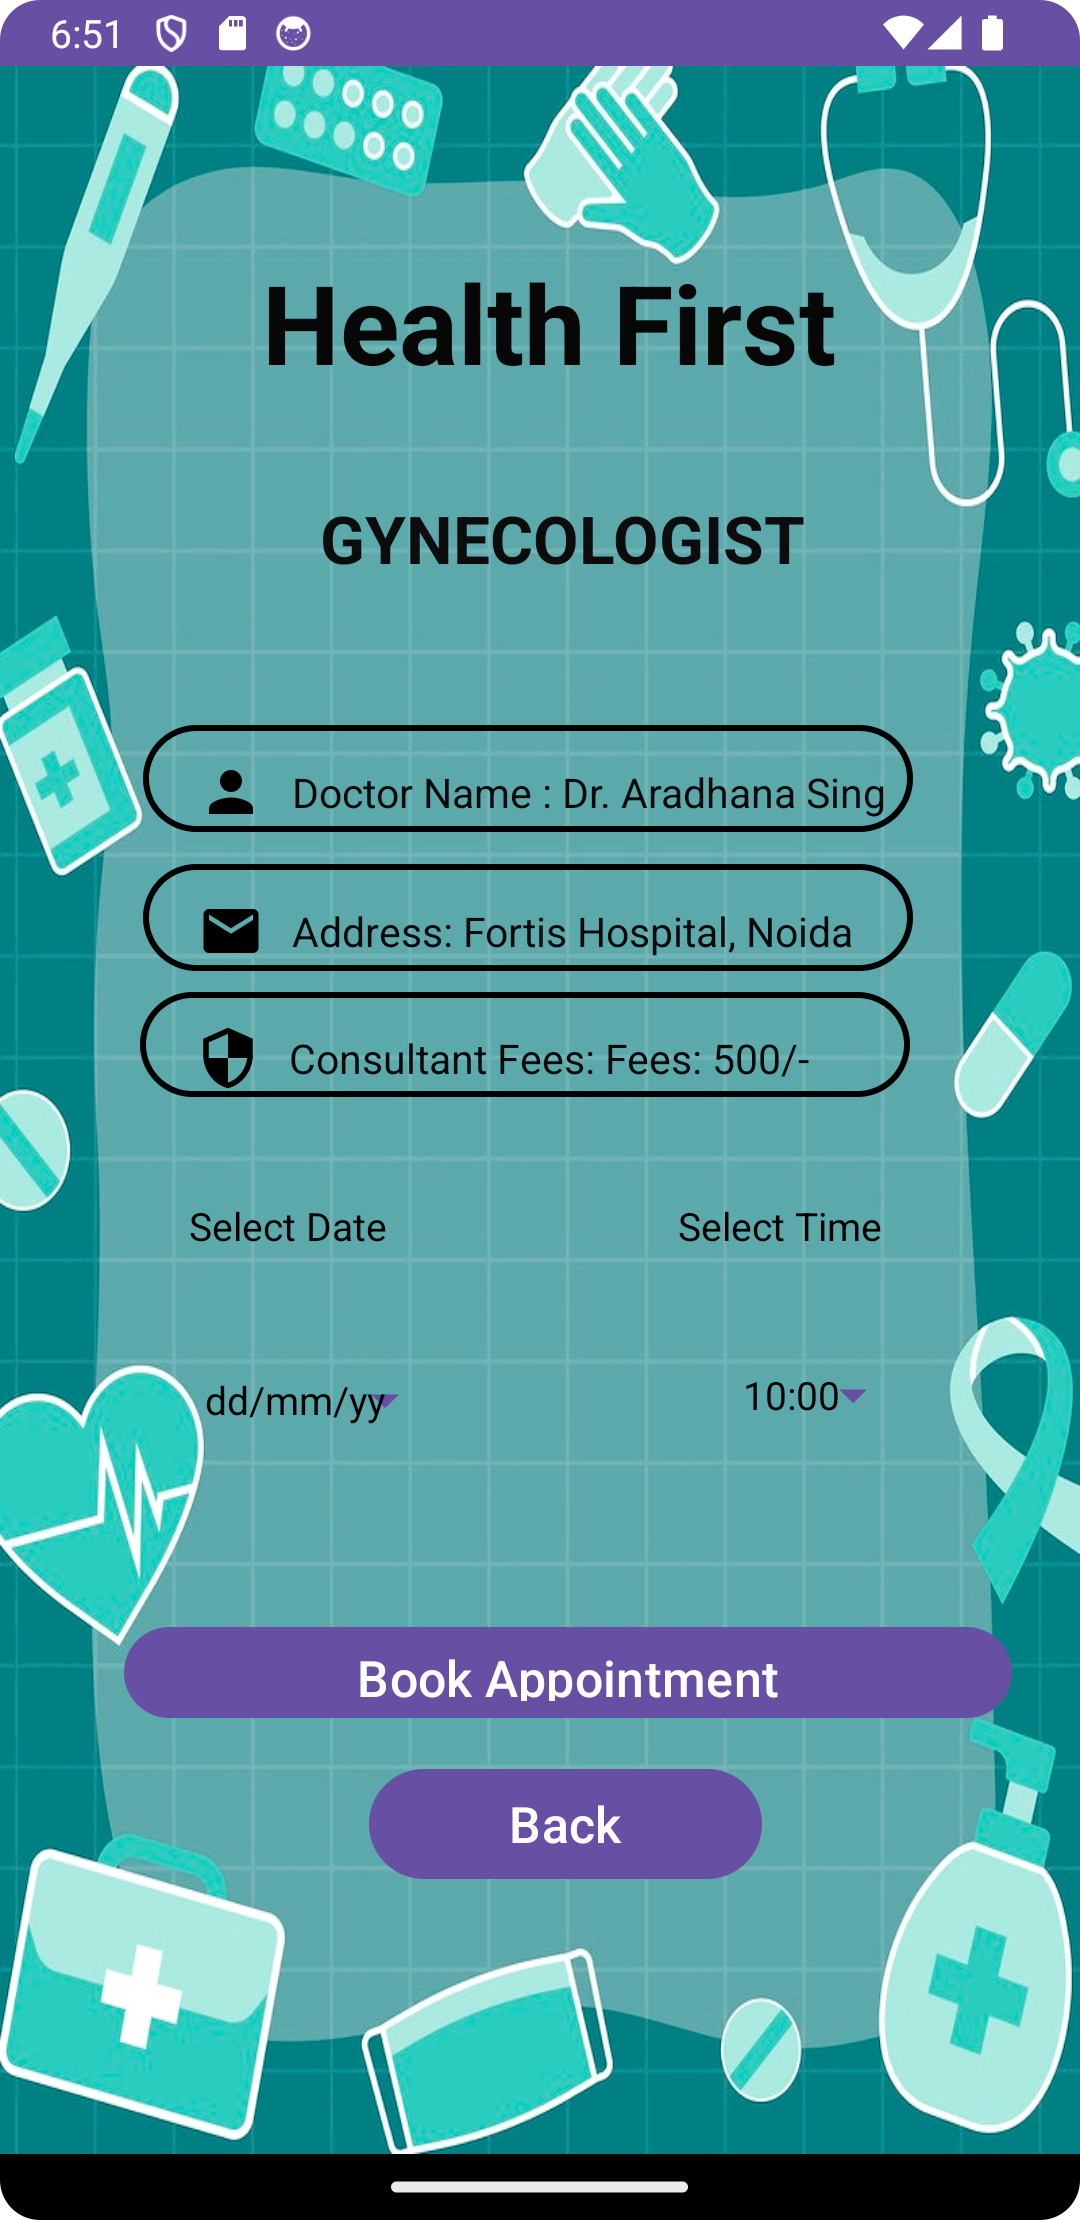 6:51
Health First
GYNECOLOGIST
Doctor Name : Dr. Aradhana Sing
Address: Fortis Hospital, Noida
Consultant Fees: Fees: 500/-
Select Date
Select Time
dd/mm/yy
10:00
Book Appointment
Back